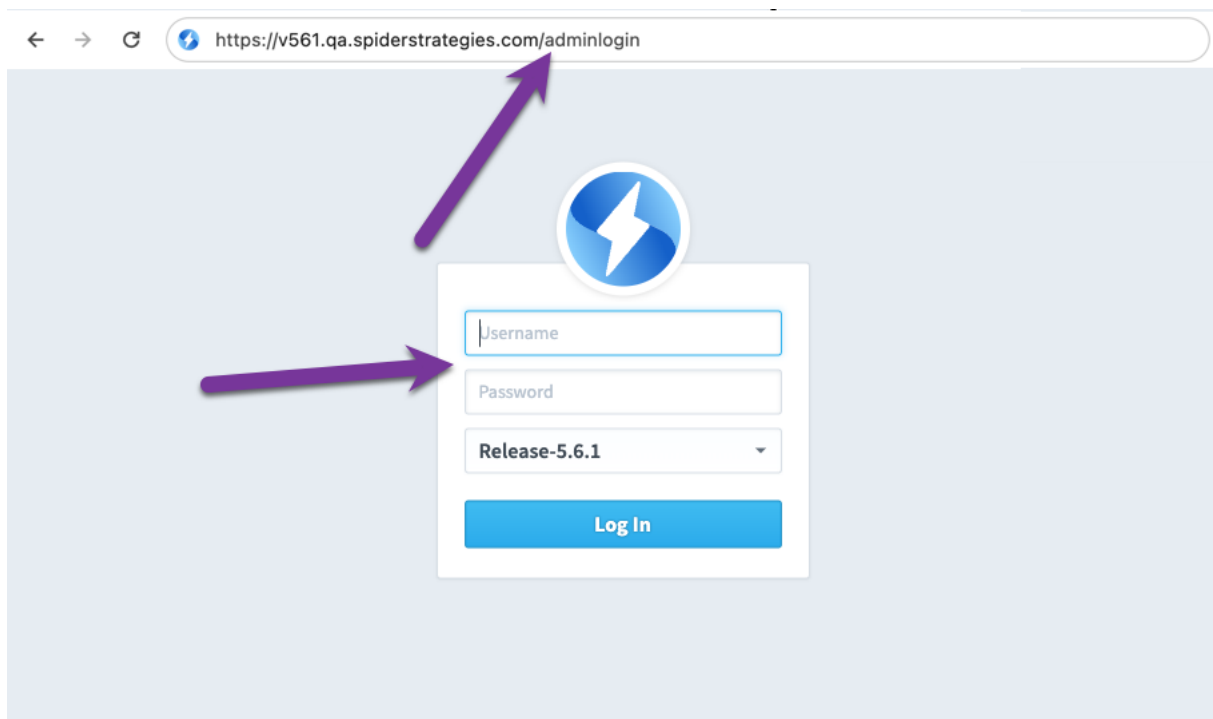 https://v561.qa.spiderstrategies.com/adminlogin
Username
Password
Release-5.6.1
Log In